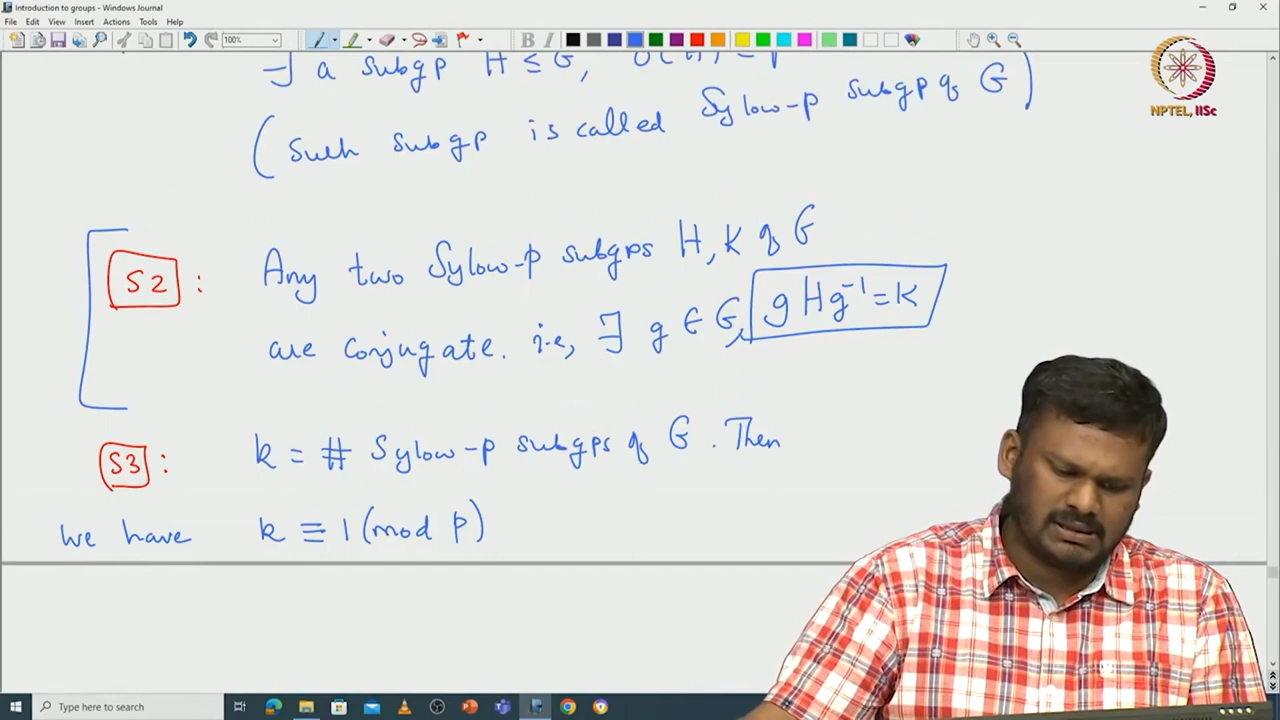 Introduction to groups - Windows Journal
File Edit View Insert Actions Tools Help
100%
NPTEL, IISc
∃ a subgp H ≤ G,
(Such subgp is called Sylow-p subgp of G)
S2 : Any two Sylow-p subgps H, K of G
are conjugate. i.e, ∃ g ∈ G, gHg⁻¹ = K
S3 : k = # Sylow-p subgps of G. Then
we have k ≡ 1 (mod p)
Type here to search